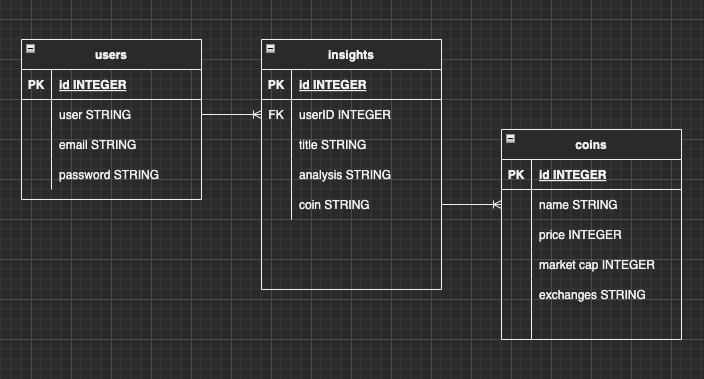 users
PK id INTEGER
user STRING
email STRING
password STRING
insights
PK id INTEGER
FK userID INTEGER
title STRING
analysis STRING
coin STRING
coins
PK id INTEGER
name STRING
price INTEGER
market cap INTEGER
exchanges STRING